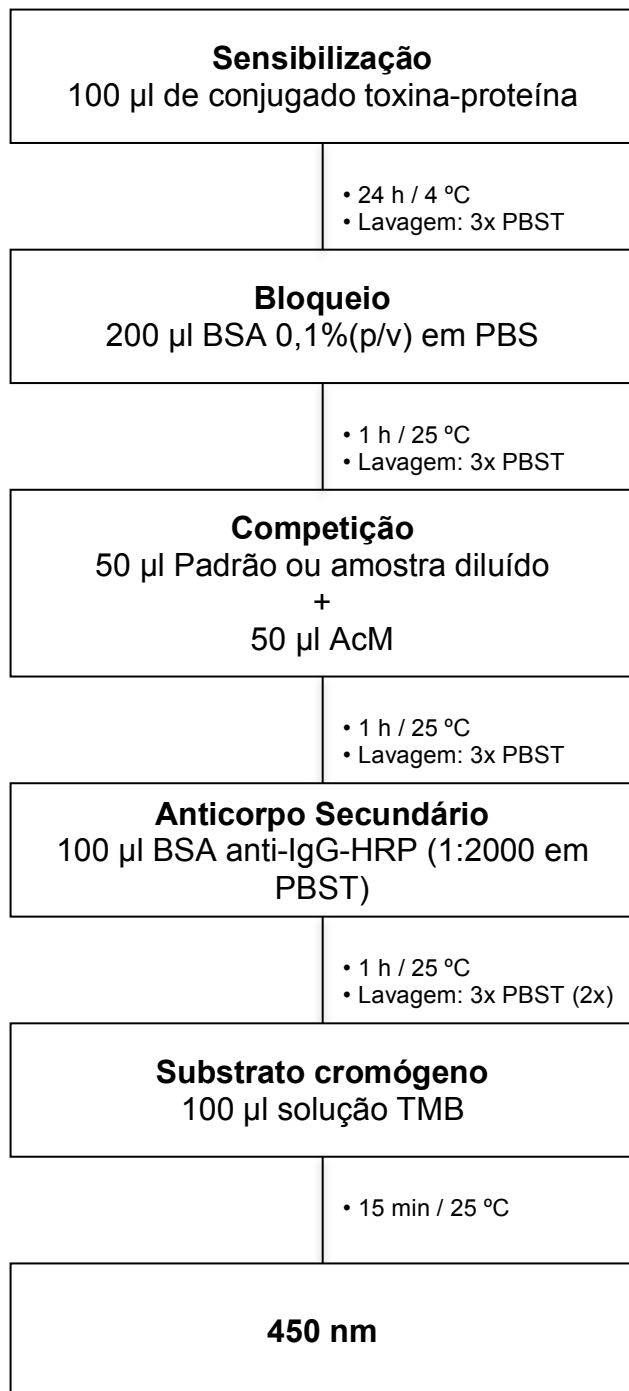 Sensibilização
100 µl de conjugado toxina-proteína
• 24 h / 4 ºC
• Lavagem: 3x PBST
Bloqueio
200 µl BSA 0,1%(p/v) em PBS
• 1 h / 25 ºC
• Lavagem: 3x PBST
Competição
50 µl Padrão ou amostra diluído
+
50 µl AcM
• 1 h / 25 ºC
• Lavagem: 3x PBST
Anticorpo Secundário
100 µl BSA anti-IgG-HRP (1:2000 em
PBST)
• 1 h / 25 ºC
• Lavagem: 3x PBST (2x)
Substrato cromógeno
100 µl solução TMB
• 15 min / 25 ºC
450 nm